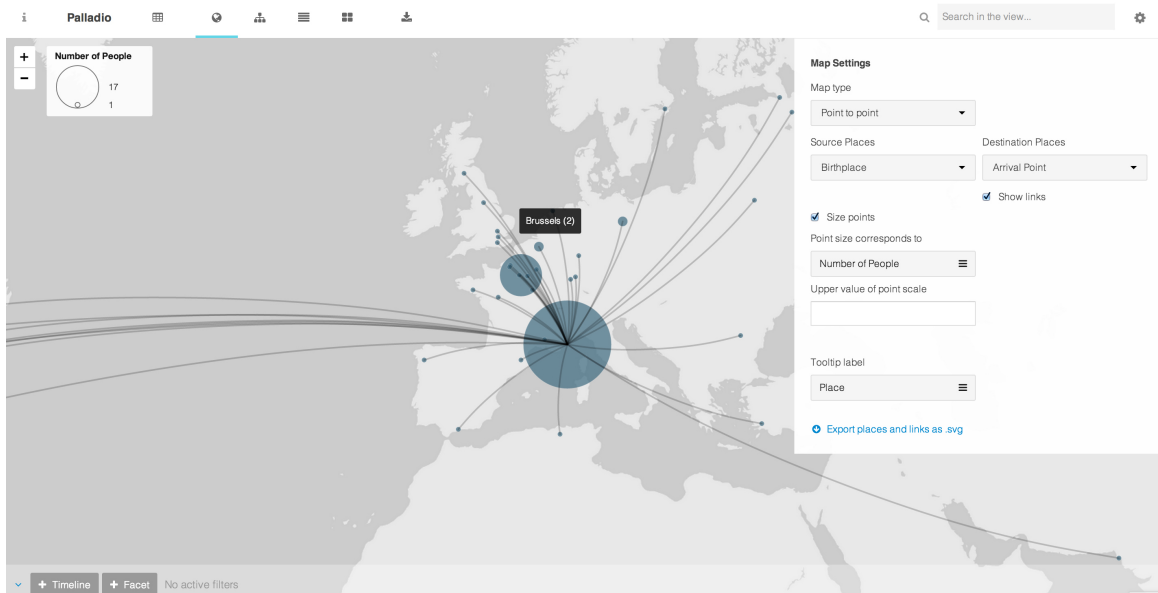 i Palladio Search in the view...
+
−
Number of People
17
1
Brussels (2)
Map Settings
Map type
Point to point
Source Places Destination Places
Birthplace Arrival Point
Show links
Size points
Point size corresponds to
Number of People
Upper value of point scale
Tooltip label
Place
Export places and links as .svg
+ Timeline + Facet No active filters